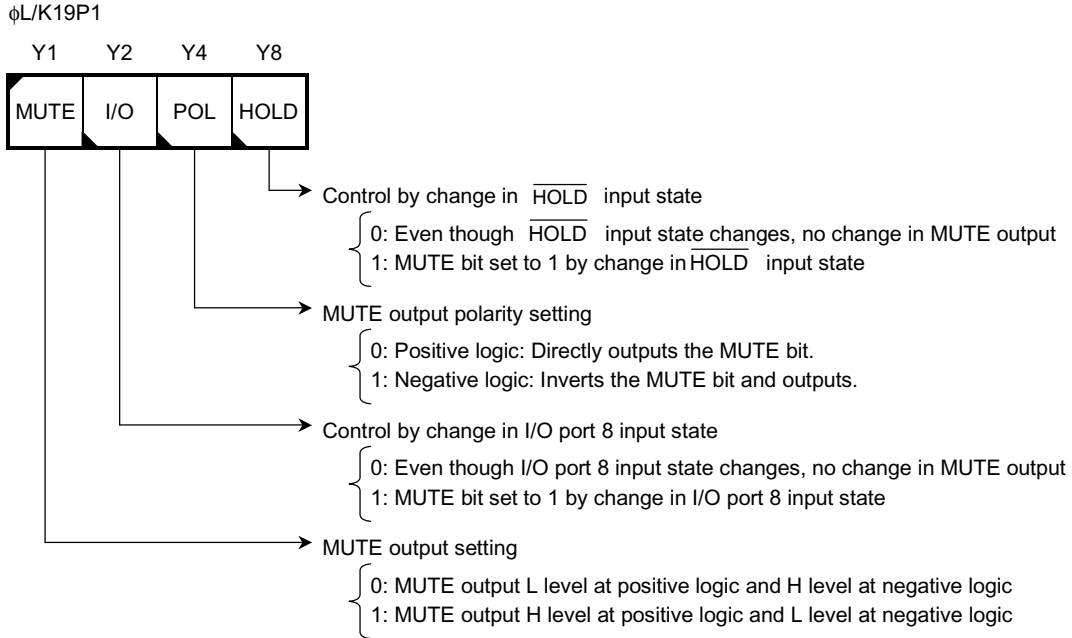 ϕL/K19P1
Y1 Y2 Y4 Y8
MUTE I/O POL HOLD
Control by change in HOLD input state
0: Even though HOLD input state changes, no change in MUTE output
1: MUTE bit set to 1 by change in HOLD input state
MUTE output polarity setting
0: Positive logic: Directly outputs the MUTE bit.
1: Negative logic: Inverts the MUTE bit and outputs.
Control by change in I/O port 8 input state
0: Even though I/O port 8 input state changes, no change in MUTE output
1: MUTE bit set to 1 by change in I/O port 8 input state
MUTE output setting
0: MUTE output L level at positive logic and H level at negative logic
1: MUTE output H level at positive logic and L level at negative logic